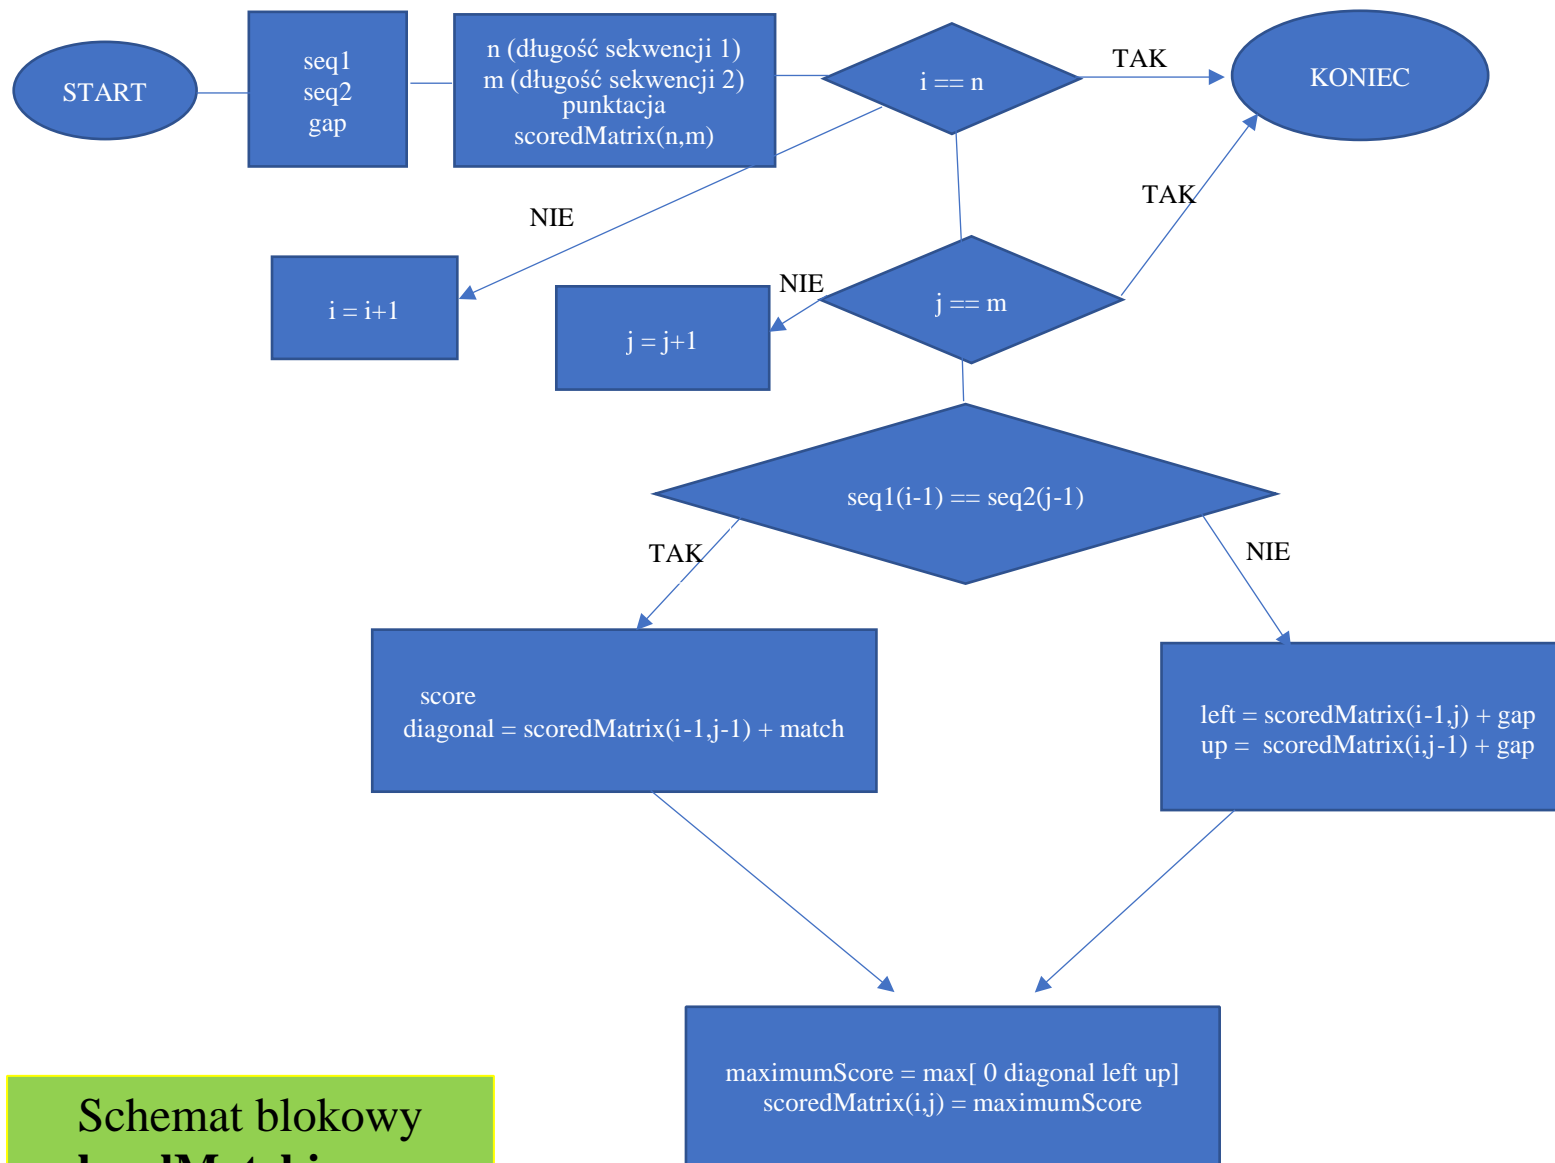 START
seq1
seq2
gap
n (długość sekwencji 1)
m (długość sekwencji 2)
punktacja
scoredMatrix(n,m)
i == n
TAK
KONIEC
NIE
TAK
i = i+1
NIE
j == m
j = j+1
seq1(i-1) == seq2(j-1)
TAK
NIE
score
diagonal = scoredMatrix(i-1,j-1) + match
left = scoredMatrix(i-1,j) + gap
up = scoredMatrix(i,j-1) + gap
maximumScore = max[ 0 diagonal left up]
scoredMatrix(i,j) = maximumScore
Schemat blokowy